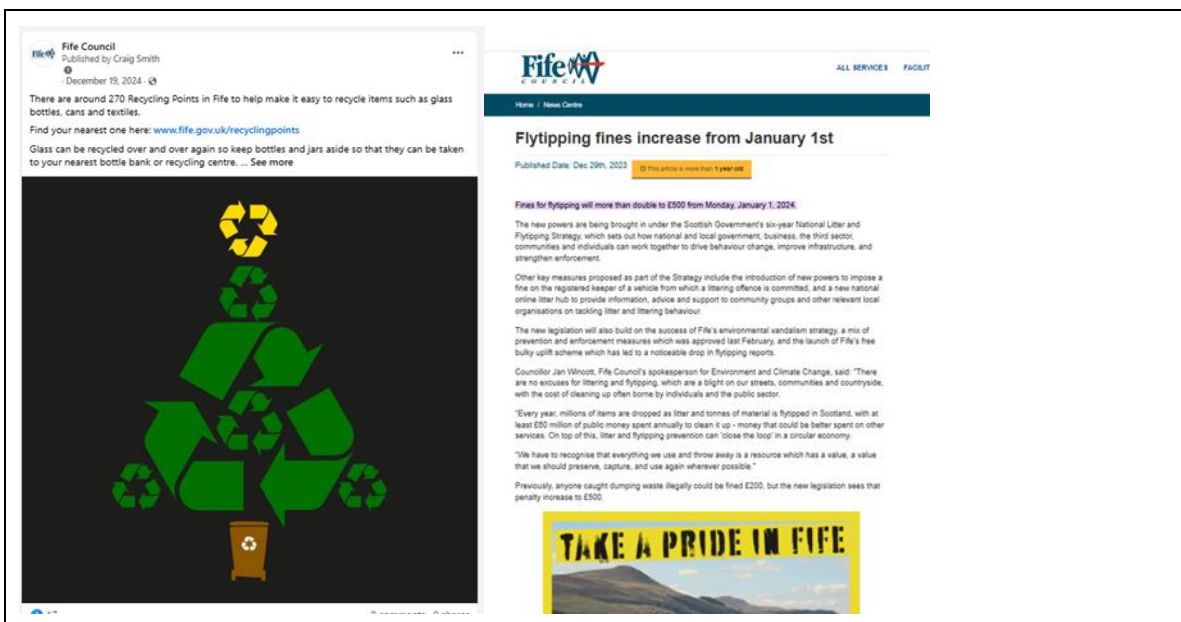 Fife Council
Published by Craig Smith
December 19, 2024 ·
There are around 270 Recycling Points in Fife to help make it easy to recycle items such as glass
bottles, cans and textiles.
Find your nearest one here: www.fife.gov.uk/recyclingpoints
Glass can be recycled over and over again so keep bottles and jars aside so that they can be taken
to your nearest bottle bank or recycling centre. ... See more
17
0 comments 0 shares
Fife
COUNCIL
ALL SERVICES FACILIT
Home / News Centre
Flytipping fines increase from January 1st
Published Date: Dec 29th, 2023
This article is more than 1 year old
Fines for flytipping will more than double to £500 from Monday, January 1, 2024.
The new powers are being brought in under the Scottish Government's six-year National Litter and
Flytipping Strategy, which sets out how national and local government, business, the third sector,
communities and individuals can work together to drive behaviour change, improve infrastructure, and
strengthen enforcement.
Other key measures proposed as part of the Strategy include the introduction of new powers to impose a
fine on the registered keeper of a vehicle from which a littering offence is committed, and a new national
online litter hub to provide information, advice and support to community groups and other relevant local
organisations on tackling litter and littering behaviour.
The new legislation will also build on the success of Fife's environmental vandalism strategy, a mix of
prevention and enforcement measures which was approved last February, and the launch of Fife's free
bulky uplift scheme which has led to a noticeable drop in flytipping reports.
Councillor Jan Wincott, Fife Council's spokesperson for Environment and Climate Change, said: "There
are no excuses for littering and flytipping, which are a blight on our streets, communities and countryside,
with the cost of cleaning up often borne by individuals and the public sector.
"Every year, millions of items are dropped as litter and tonnes of material is flytipped in Scotland, with at
least £60 million of public money spent annually to clean it up - money that could be better spent on other
services. On top of this, litter and flytipping prevention can 'close the loop' in a circular economy.
"We have to recognise that everything we use and throw away is a resource which has a value, a value
that we should preserve, capture, and use again wherever possible."
Previously, anyone caught dumping waste illegally could be fined £200, but the new legislation sees that
penalty increase to £500.
TAKE A PRIDE IN FIFE